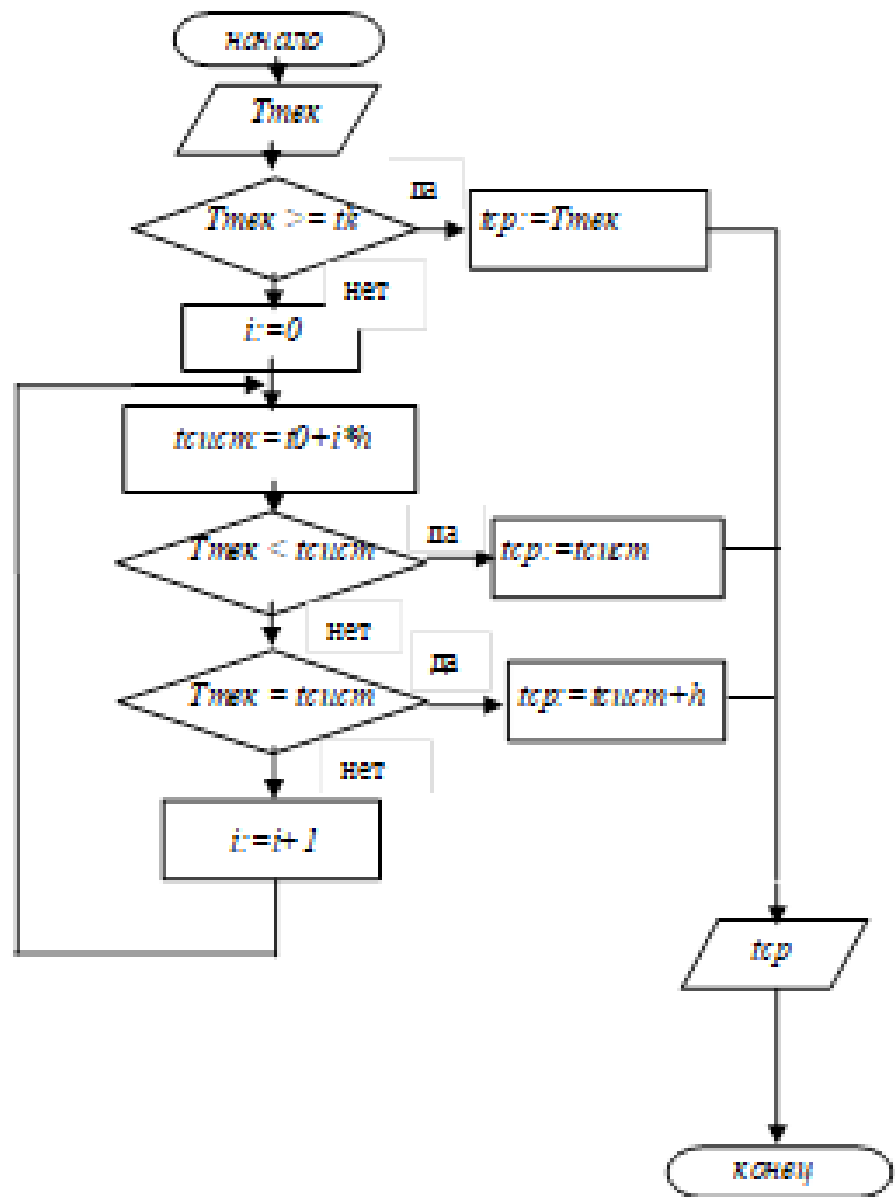 начало
Tтек
Tтек >= tk
да
tср:=Tтек
нет
i:=0
tсист=t0+i*h
Tтек < tсист
да
tср:=tсист
нет
Tтек = tсист
да
tср:=tсист+h
нет
i:=i+1
tср
конец